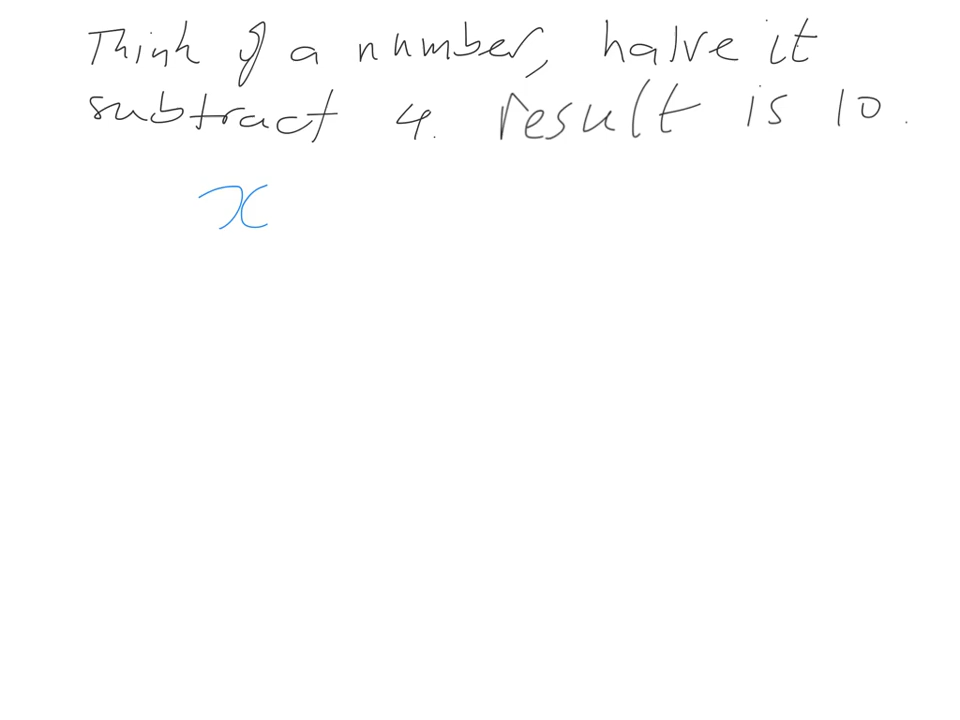 Think of a number, halve it
subtract 4. result is 10.
x